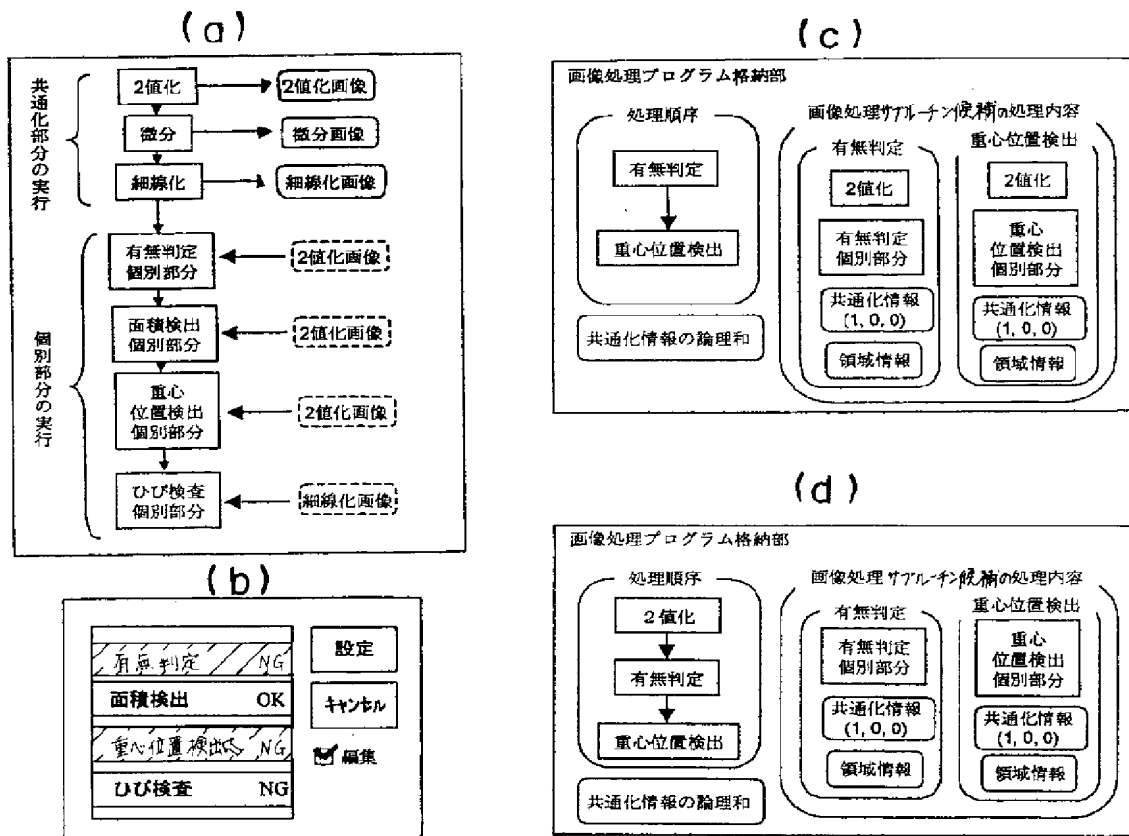 (a)
共通化部分の実行
2値化
2値化画像
微分
微分画像
細線化
細線化画像
個別部分の実行
有無判定
個別部分
2値化画像
面積検出
個別部分
2値化画像
重心
位置検出
個別部分
2値化画像
ひび検査
個別部分
細線化画像
(b)
有無判定 NG
面積検出 OK
重心位置検出 NG
ひび検査 NG
設定
キャンセル
編集
(c)
画像処理プログラム格納部
処理順序
有無判定
重心位置検出
共通化情報の論理和
画像処理サブルーチン候補の処理内容
有無判定
2値化
有無判定
個別部分
共通化情報
(1, 0, 0)
領域情報
重心位置検出
2値化
重心
位置検出
個別部分
共通化情報
(1, 0, 0)
領域情報
(d)
画像処理プログラム格納部
処理順序
2値化
有無判定
重心位置検出
共通化情報の論理和
画像処理サブルーチン候補の処理内容
有無判定
有無判定
個別部分
共通化情報
(1, 0, 0)
領域情報
重心位置検出
重心
位置検出
個別部分
共通化情報
(1, 0, 0)
領域情報